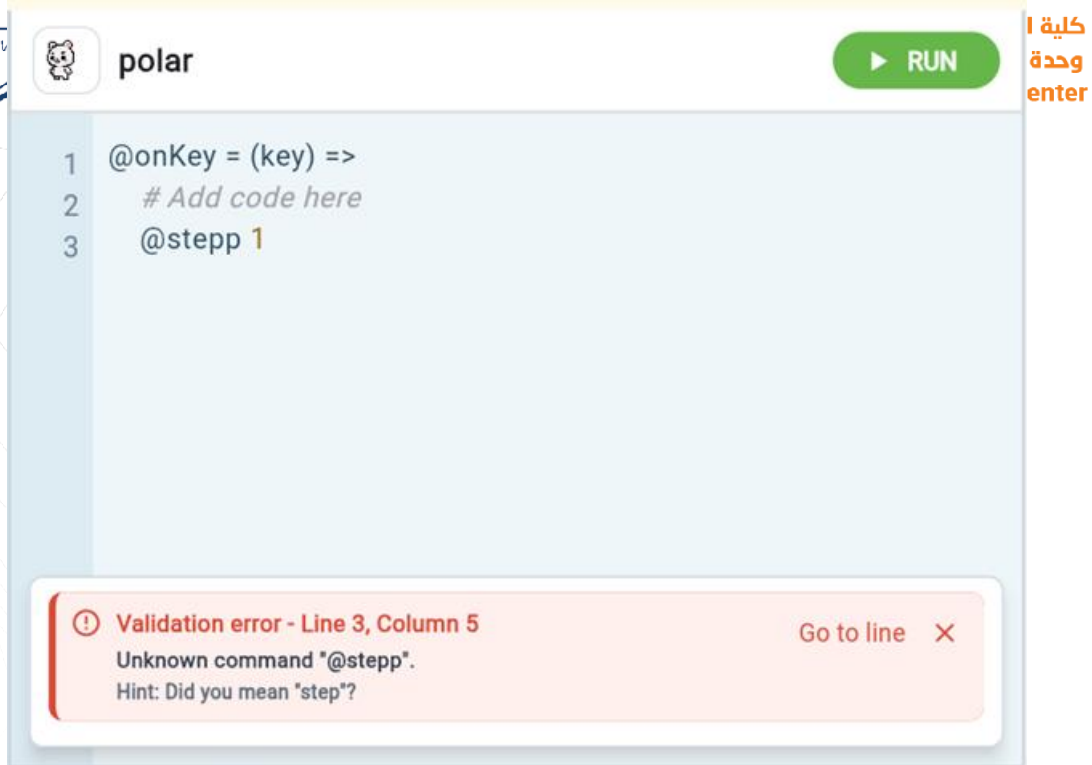 كلية ا
وحدة
enter
polar
RUN
1 @onKey = (key) =>
2 # Add code here
3 @stepp 1
Validation error - Line 3, Column 5
Go to line
Unknown command "@stepp".
Hint: Did you mean "step"?